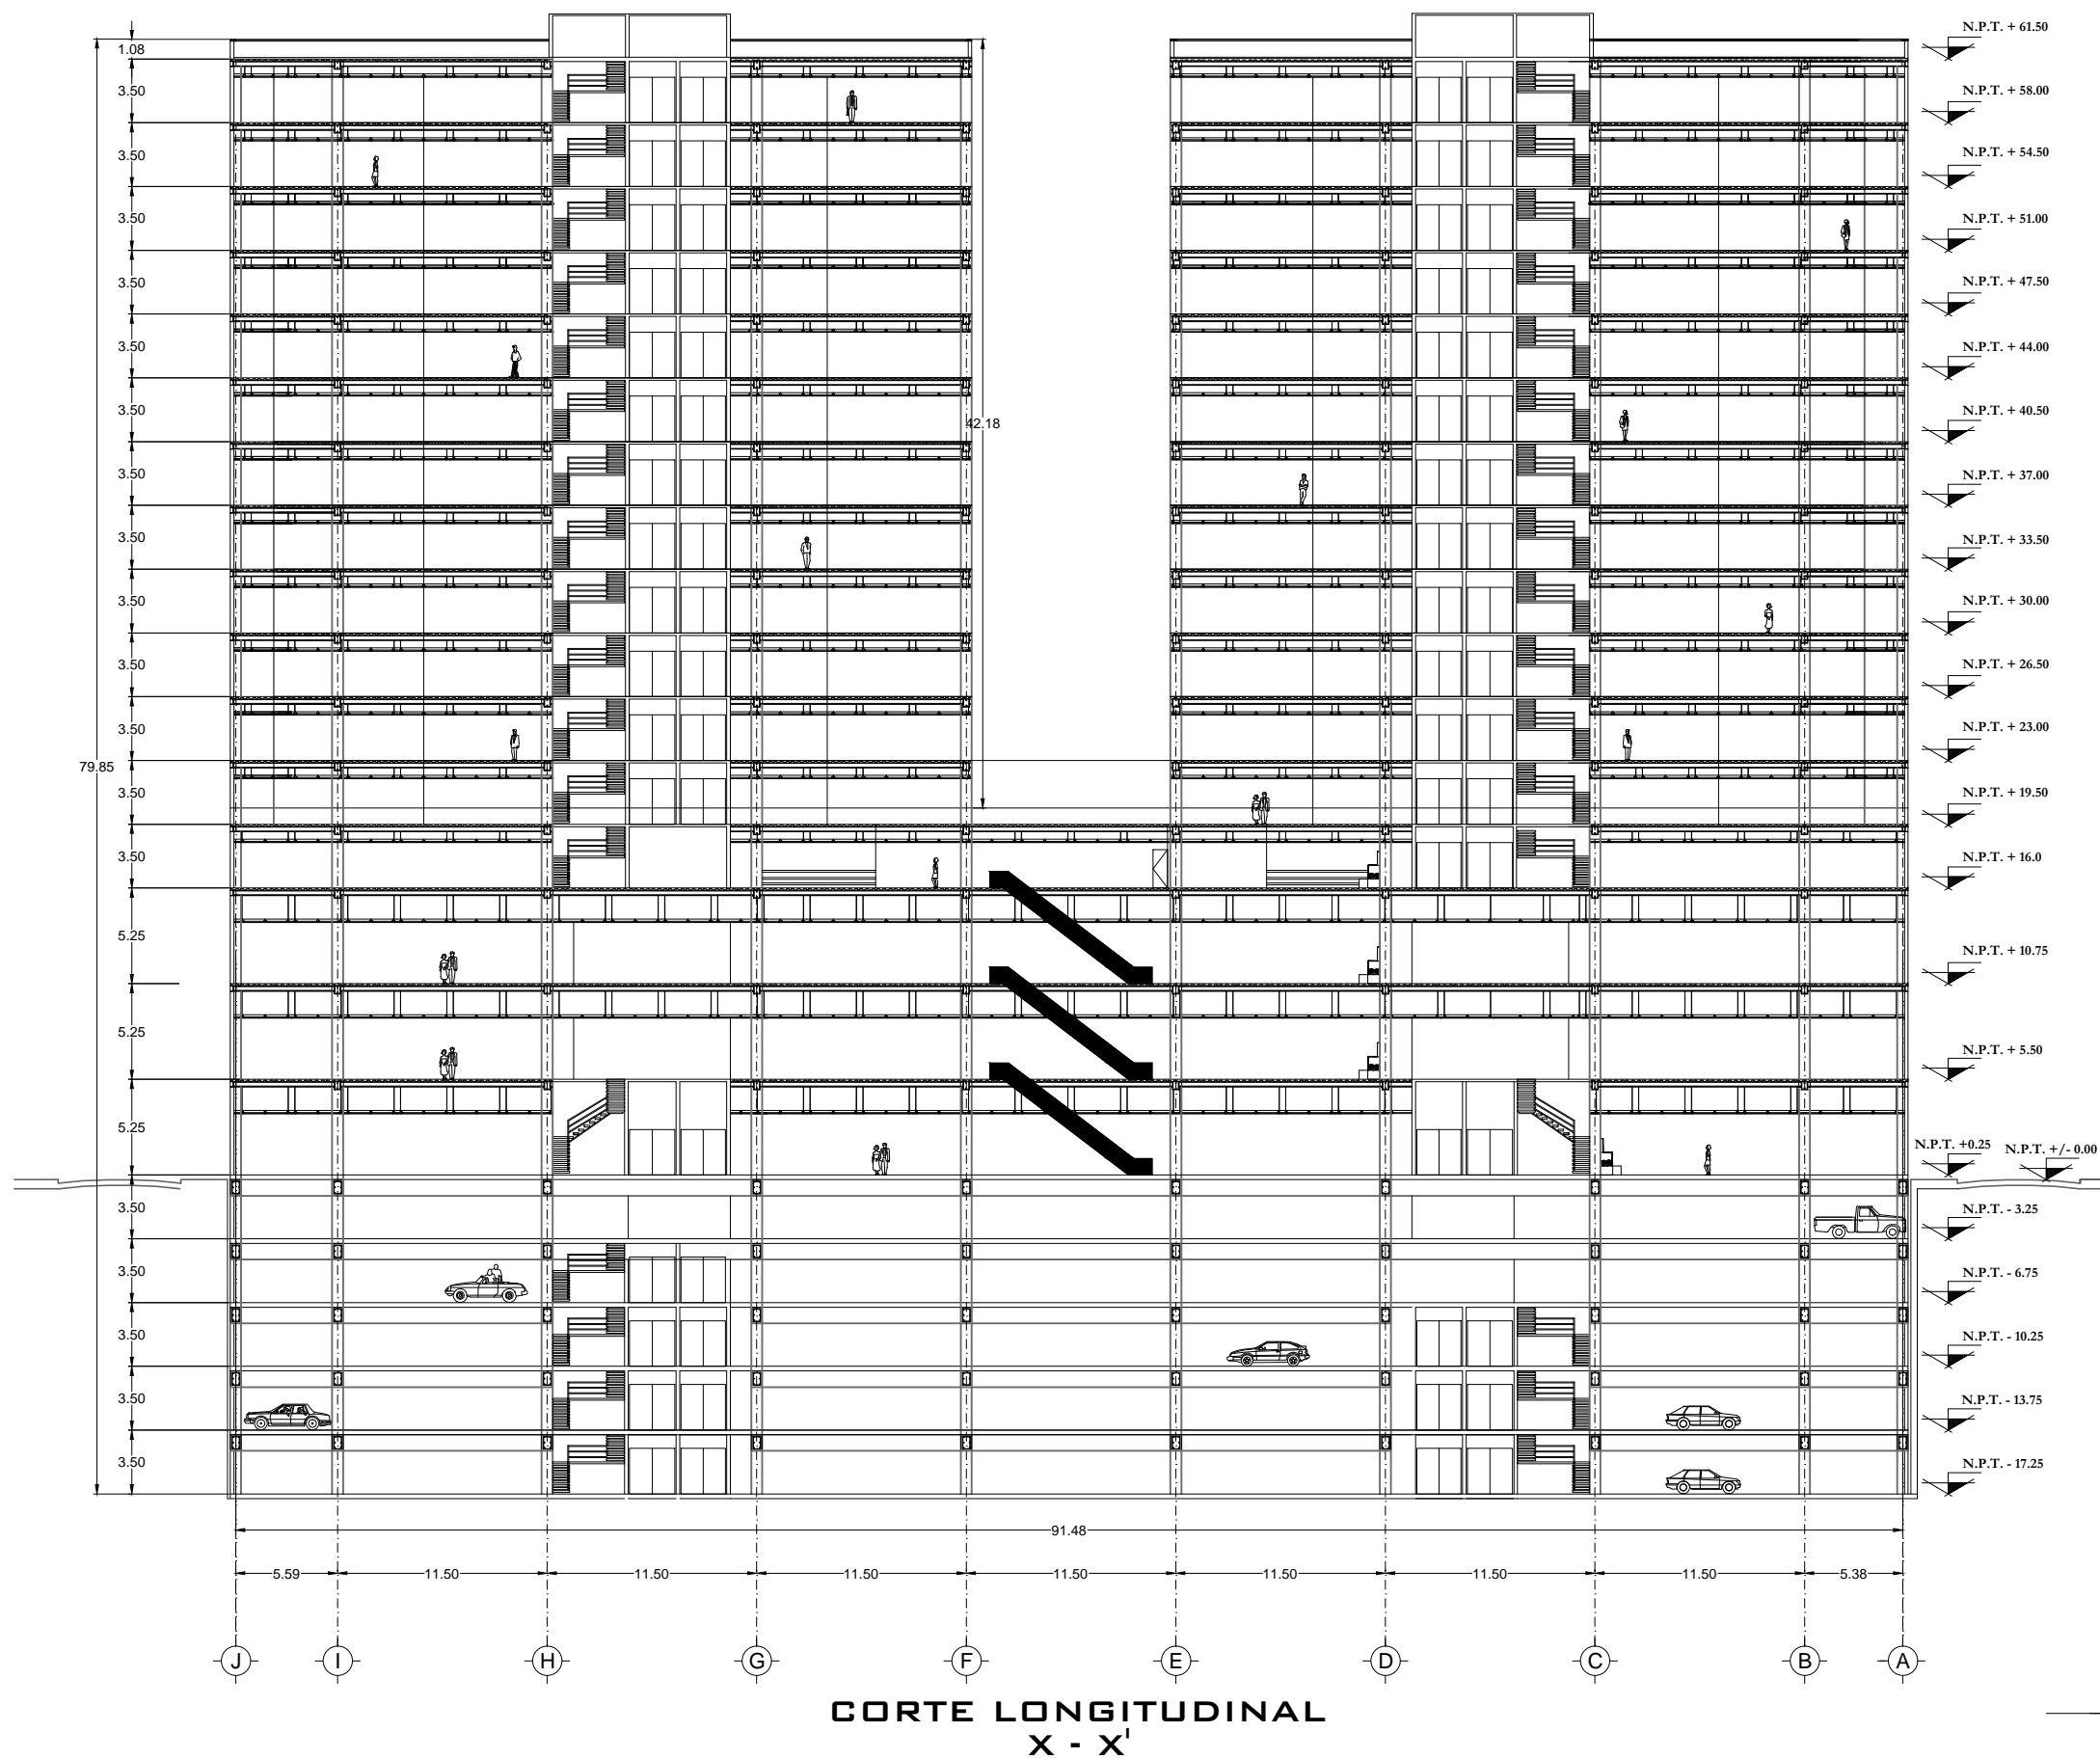 1.08
3.50
3.50
3.50
3.50
3.50
3.50
3.50
3.50
3.50
3.50
3.50
3.50
3.50
5.25
5.25
5.25
3.50
3.50
3.50
3.50
3.50
79.85
42.18
N.P.T. + 61.50
N.P.T. + 58.00
N.P.T. + 54.50
N.P.T. + 51.00
N.P.T. + 47.50
N.P.T. + 44.00
N.P.T. + 40.50
N.P.T. + 37.00
N.P.T. + 33.50
N.P.T. + 30.00
N.P.T. + 26.50
N.P.T. + 23.00
N.P.T. + 19.50
N.P.T. + 16.0
N.P.T. + 10.75
N.P.T. + 5.50
N.P.T. +0.25
N.P.T. +/- 0.00
N.P.T. - 3.25
N.P.T. - 6.75
N.P.T. - 10.25
N.P.T. - 13.75
N.P.T. - 17.25
91.48
5.59 11.50 11.50 11.50 11.50 11.50 11.50 11.50 5.38
J I H G F E D C B A
CORTE LONGITUDINAL
X - X'